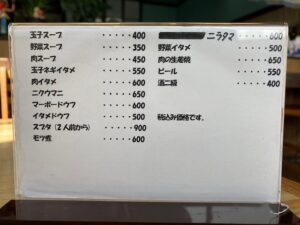 玉子スープ ‥‥‥ 400
野菜スープ ‥‥‥ 350
肉スープ ‥‥‥ 450
玉子ネギイタメ ‥‥‥ 550
肉イタメ ‥‥‥ 600
ニクウマニ ‥‥‥ 650
マーボードウフ ‥‥‥ 600
イタメドウフ ‥‥‥ 500
スブタ (2人前から) ‥‥‥ 900
モツ煮 ‥‥‥ 600
ニラタマ ‥‥‥ 600
野菜イタメ ‥‥‥ 500
肉の生姜焼 ‥‥‥ 650
ビール ‥‥‥ 550
酒二級 ‥‥‥ 400
税込み価格です。